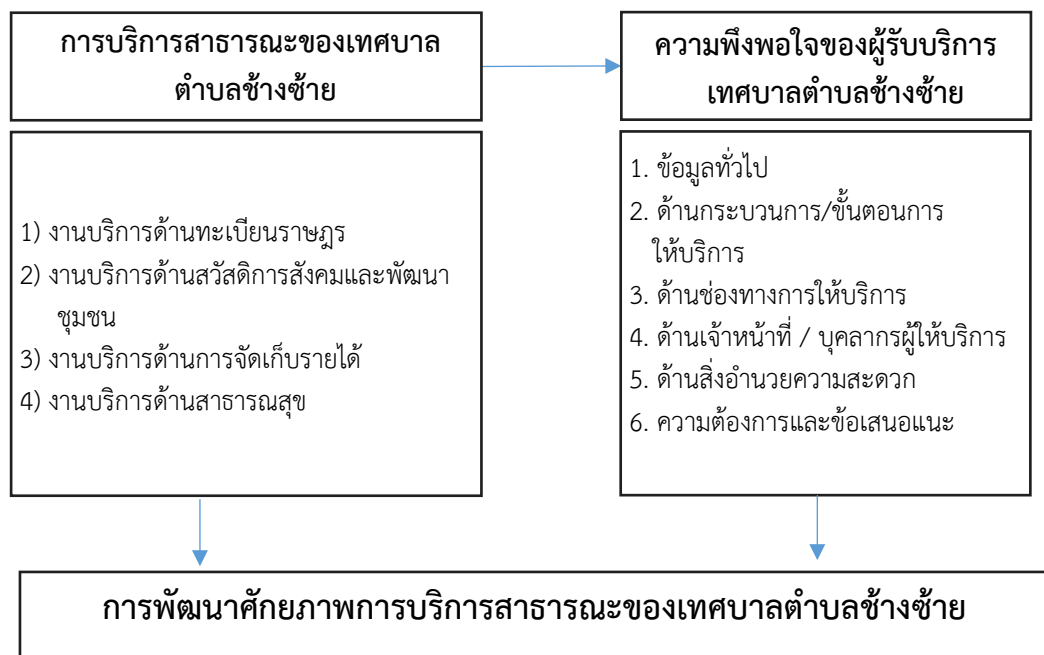 การบริการสาธารณะของเทศบาล
ตำบลช้างซ้าย
ความพึงพอใจของผู้รับบริการ
เทศบาลตำบลช้างซ้าย
1) งานบริการด้านทะเบียนราษฎร
2) งานบริการด้านสวัสดิการสังคมและพัฒนา
ชุมชน
3) งานบริการด้านการจัดเก็บรายได้
4) งานบริการด้านสาธารณสุข
1. ข้อมูลทั่วไป
2. ด้านกระบวนการ/ขั้นตอนการ
ให้บริการ
3. ด้านช่องทางการให้บริการ
4. ด้านเจ้าหน้าที่ / บุคลากรผู้ให้บริการ
5. ด้านสิ่งอำนวยความสะดวก
6. ความต้องการและข้อเสนอแนะ
การพัฒนาศักยภาพการบริการสาธารณะของเทศบาลตำบลช้างซ้าย